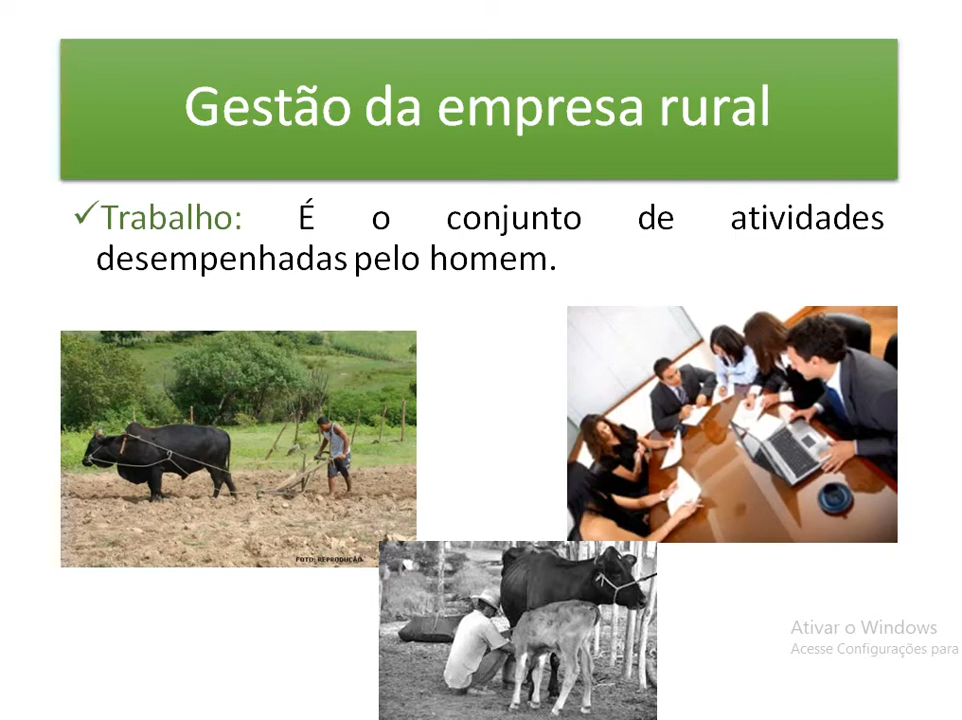 Gestão da empresa rural
✓Trabalho: É o conjunto de atividades
desempenhadas pelo homem.
FOTO: REPRODUÇÃO
Ativar o Windows
Acesse Configurações para